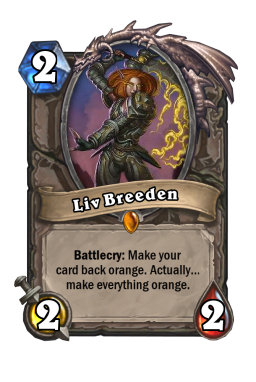 2
Liv Breeden
Battlecry: Make your
card back orange. Actually...
make everything orange.
2 2